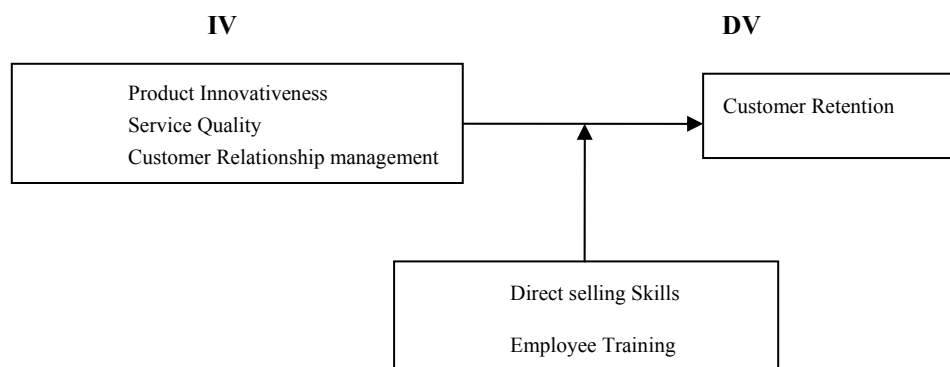 IV
DV
Product Innovativeness
Service Quality
Customer Relationship management
Customer Retention
Direct selling Skills
Employee Training